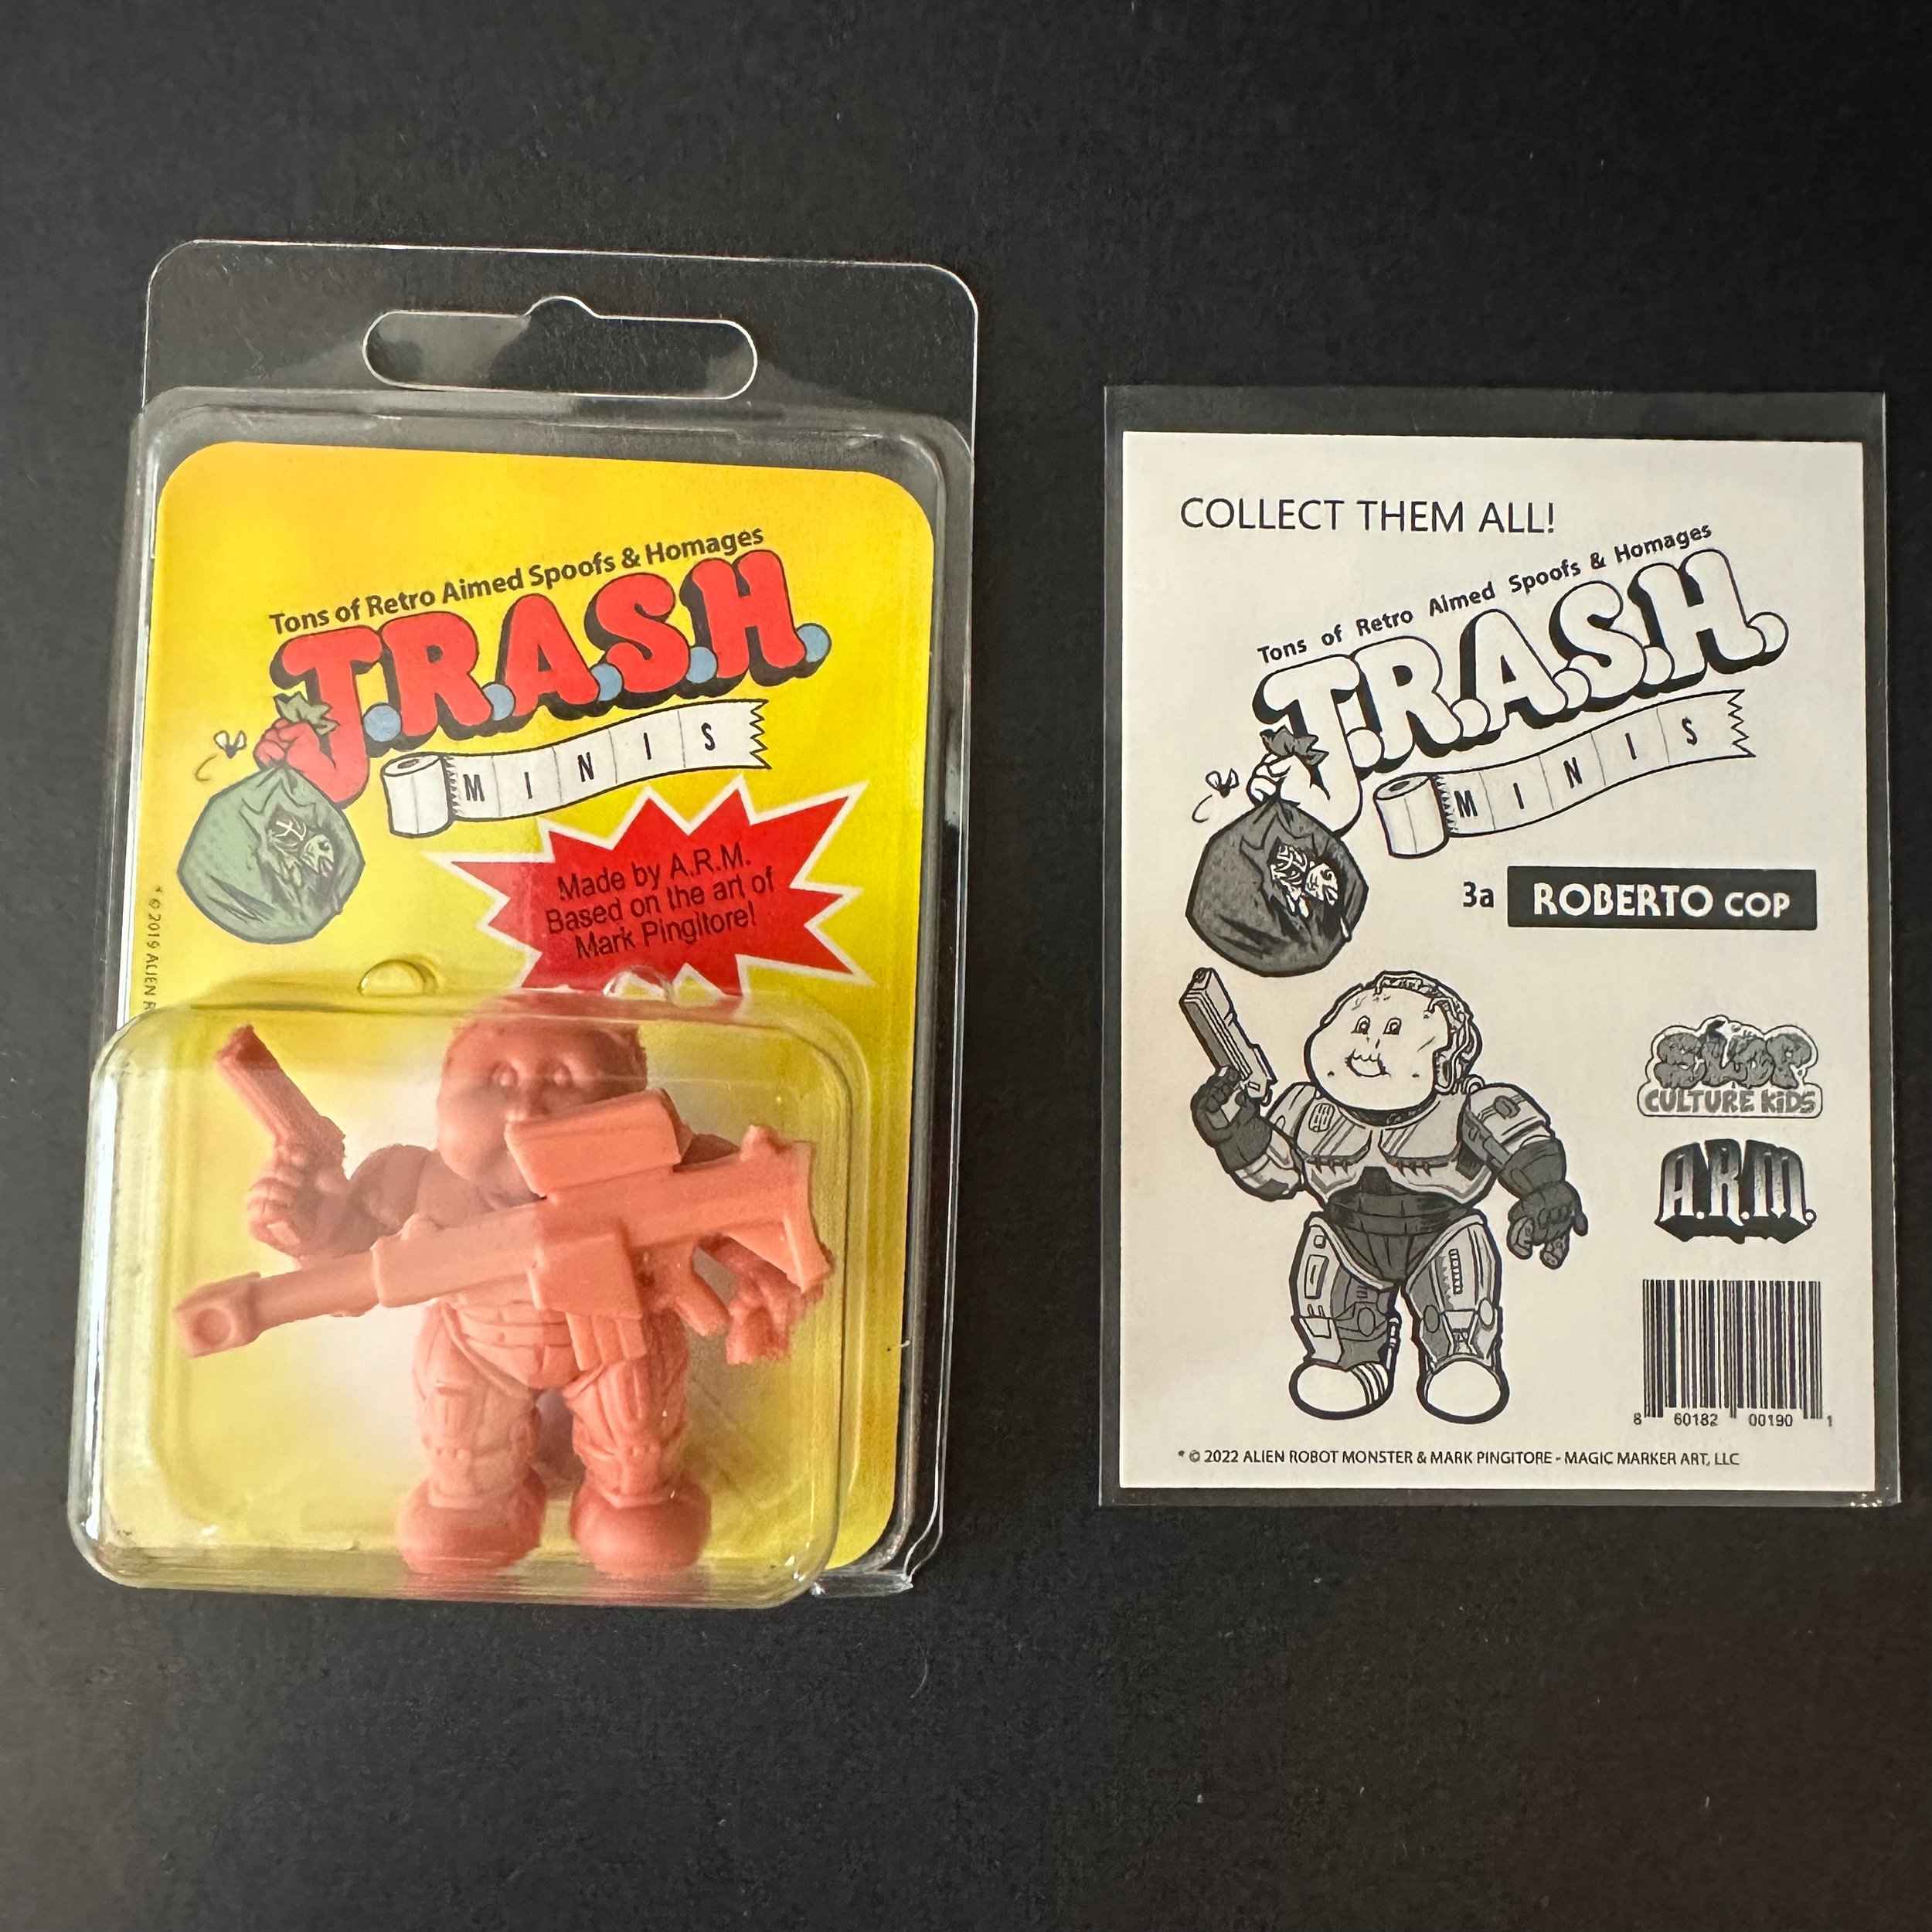 Tons of Retro Aimed Spoofs & Homages
T.R.A.S.H.
MINIS
Made by A.R.M.
Based on the art of
Mark Pingitore!
* © 2019 ALIEN
COLLECT THEM ALL!
Tons of Retro Aimed Spoofs & Homages
T.R.A.S.H.
MINIS
3a ROBERTO COP
SLOP
CULTURE KiDS
A.R.M.
8 60182 00190 1
* © 2022 ALIEN ROBOT MONSTER & MARK PINGITORE - MAGIC MARKER ART, LLC